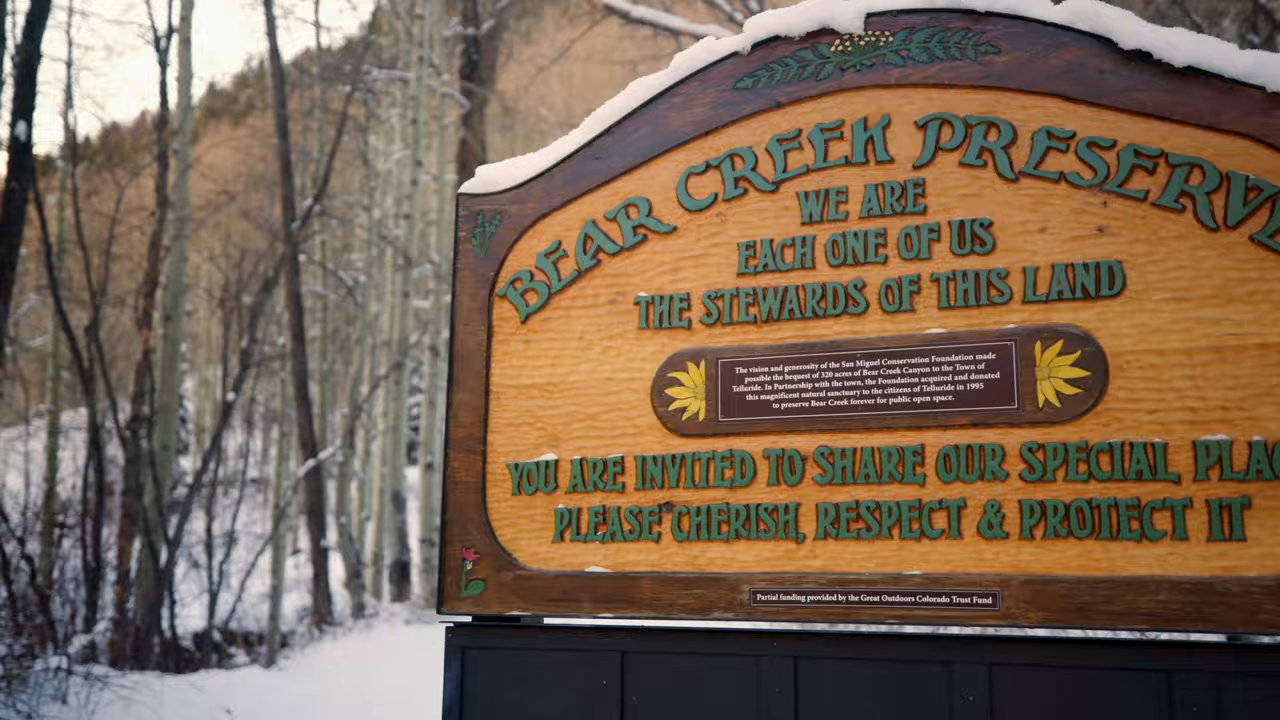 BEAR CREEK PRESERVE
WE ARE
EACH ONE OF US
THE STEWARDS OF THIS LAND
The vision and generosity of the San Miguel Conservation Foundation made
possible the bequest of 320 acres of Bear Creek Canyon to the Town of
Telluride. In Partnership with the town, the Foundation acquired and donated
this magnificent natural sanctuary to the citizens of Telluride in 1995
to preserve Bear Creek forever for public open space.
YOU ARE INVITED TO SHARE OUR SPECIAL PLAC
PLEASE CHERISH, RESPECT & PROTECT IT
Partial funding provided by the Great Outdoors Colorado Trust Fund